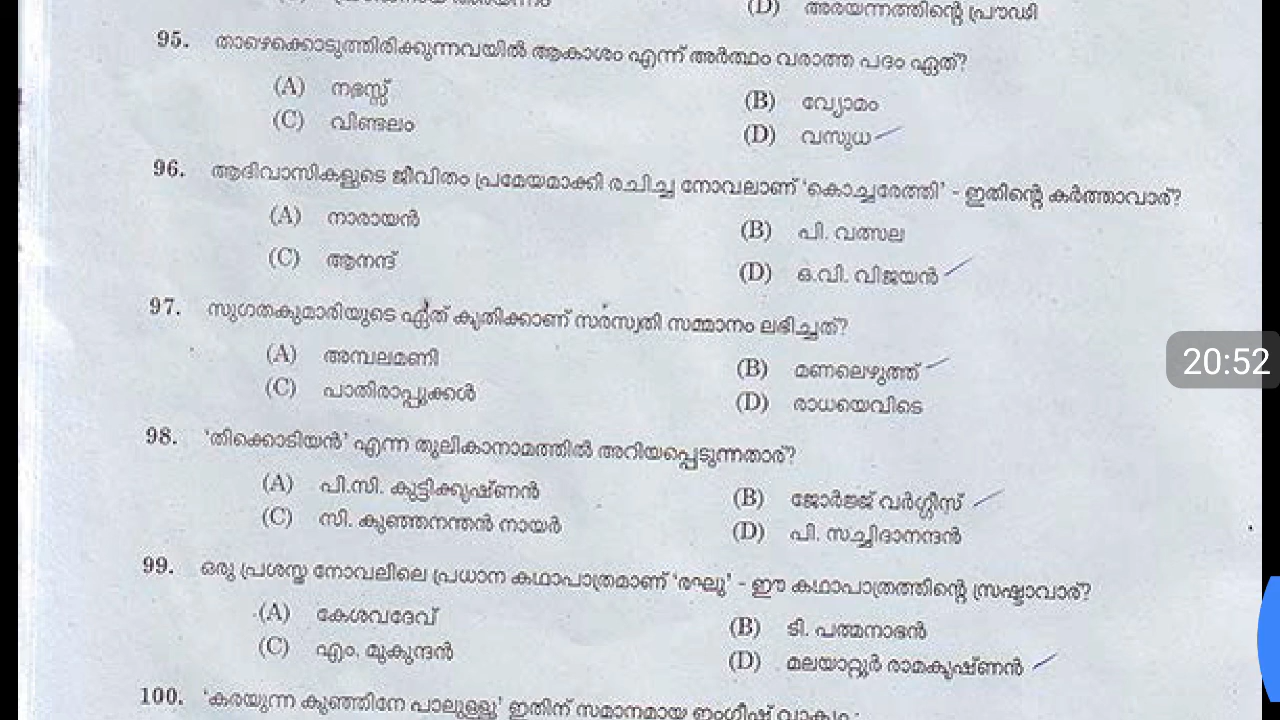 (D) അരയന്നത്തിന്റെ പ്രൗഢി
95. താഴെക്കൊടുത്തിരിക്കുന്നവയിൽ ആകാശം എന്ന് അർത്ഥം വരാത്ത പദം ഏത്?
(A) നഭസ്സ് (B) വ്യോമം
(C) വിണ്ടലം (D) വസുധ
96. ആദിവാസികളുടെ ജീവിതം പ്രമേയമാക്കി രചിച്ച നോവലാണ് 'കൊച്ചരേത്തി' - ഇതിന്റെ കർത്താവാര്?
(A) നാരായൻ (B) പി. വത്സല
(C) ആനന്ദ് (D) ഒ.വി. വിജയൻ
97. സുഗതകുമാരിയുടെ ഏത് കൃതിക്കാണ് സരസ്വതി സമ്മാനം ലഭിച്ചത്?
(A) അമ്പലമണി (B) മണലെഴുത്ത്
(C) പാതിരാപ്പൂക്കൾ (D) രാധയെവിടെ
20:52
98. 'തിക്കൊടിയൻ' എന്ന തൂലികാനാമത്തിൽ അറിയപ്പെടുന്നതാര്?
(A) പി.സി. കുട്ടിക്കൃഷ്ണൻ (B) ജോർജ്ജ് വർഗ്ഗീസ്
(C) സി. കുഞ്ഞനന്തൻ നായർ (D) പി. സച്ചിദാനന്ദൻ
99. ഒരു പ്രശസ്ത നോവലിലെ പ്രധാന കഥാപാത്രമാണ് 'രഘു' - ഈ കഥാപാത്രത്തിന്റെ സ്രഷ്ടാവാര്?
(A) കേശവദേവ് (B) ടി. പത്മനാഭൻ
(C) എം. മുകുന്ദൻ (D) മലയാറ്റൂർ രാമകൃഷ്ണൻ
100. 'കരയുന്ന കുഞ്ഞിനേ പാലുള്ളൂ' ഇതിന് സമാനമായ ഇംഗ്ലീഷ് വാക്യം :